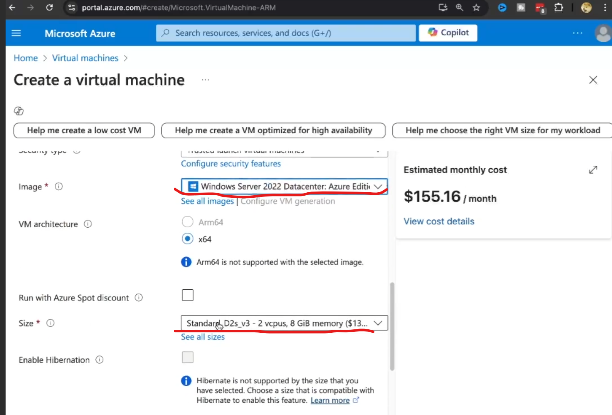 portal.azure.com/#create/Microsoft.VirtualMachine-ARM
Microsoft Azure
Search resources, services, and docs (G+/)
Copilot
Home > Virtual machines >
Create a virtual machine ...
Help me create a low cost VM
Help me create a VM optimized for high availability
Help me choose the right VM size for my workload
Security type
Trusted launch virtual machines
Configure security features
Image *
Windows Server 2022 Datacenter: Azure Editi
See all images | Configure VM generation
VM architecture
Arm64
x64
Arm64 is not supported with the selected image.
Run with Azure Spot discount
Size *
Standard_D2s_v3 - 2 vcpus, 8 GiB memory ($13...
See all sizes
Enable Hibernation
Hibernate is not supported by the size that you
have selected. Choose a size that is compatible with
Hibernate to enable this feature. Learn more
Estimated monthly cost
$155.16 / month
View cost details